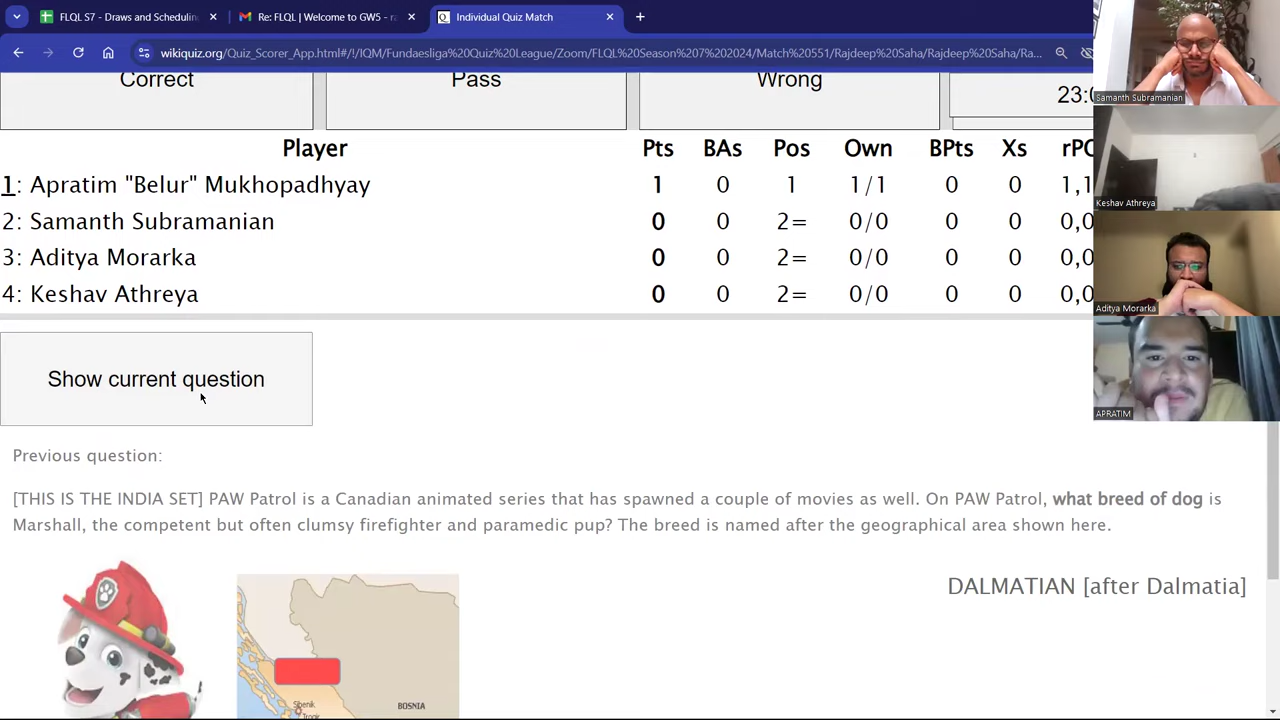 FLQL S7 - Draws and Scheduling
Re: FLQL | Welcome to GW5 - ra
Individual Quiz Match
wikiquiz.org/Quiz_Scorer_App.html#/!/IQM/Fundaesliga%20Quiz%20League/Zoom/FLQL%20Season%207%202024/Match%20551/Rajdeep%20Saha/Rajdeep%20Saha/Ra...
Correct Pass Wrong
23:0
Player Pts BAs Pos Own BPts Xs rPC
1: Apratim "Belur" Mukhopadhyay 1 0 1 1/1 0 0 1,1
2: Samanth Subramanian 0 0 2= 0/0 0 0 0,0
3: Aditya Morarka 0 0 2= 0/0 0 0 0,0
4: Keshav Athreya 0 0 2= 0/0 0 0 0,0
Show current question
Previous question:
[THIS IS THE INDIA SET] PAW Patrol is a Canadian animated series that has spawned a couple of movies as well. On PAW Patrol, what breed of dog is
Marshall, the competent but often clumsy firefighter and paramedic pup? The breed is named after the geographical area shown here.
DALMATIAN [after Dalmatia]
Sibenik
Trogir
BOSNIA
Samanth Subramanian
Keshav Athreya
Aditya Morarka
APRATIM